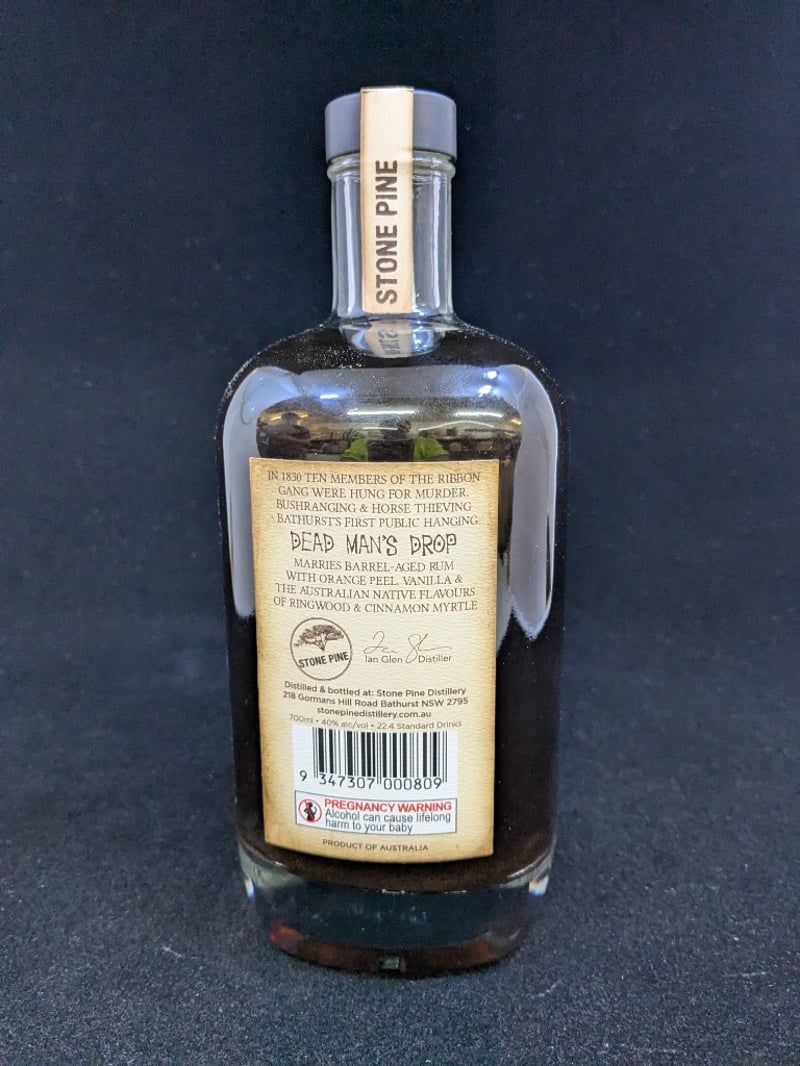 STONE PINE
IN 1830 TEN MEMBERS OF THE RIBBON
GANG WERE HUNG FOR MURDER,
BUSHRANGING & HORSE THIEVING
- BATHURST'S FIRST PUBLIC HANGING
DEAD MAN'S DROP
MARRIES BARREL-AGED RUM
WITH ORANGE PEEL, VANILLA &
THE AUSTRALIAN NATIVE FLAVOURS
OF RINGWOOD & CINNAMON MYRTLE
STONE PINE
Ian Glen Distiller
Distilled & bottled at: Stone Pine Distillery
218 Gormans Hill Road Bathurst NSW 2795
stonepinedistillery.com.au
700ml • 40% alc/vol • 22.4 Standard Drinks
9 347307 000809
PREGNANCY WARNING
Alcohol can cause lifelong
harm to your baby
PRODUCT OF AUSTRALIA